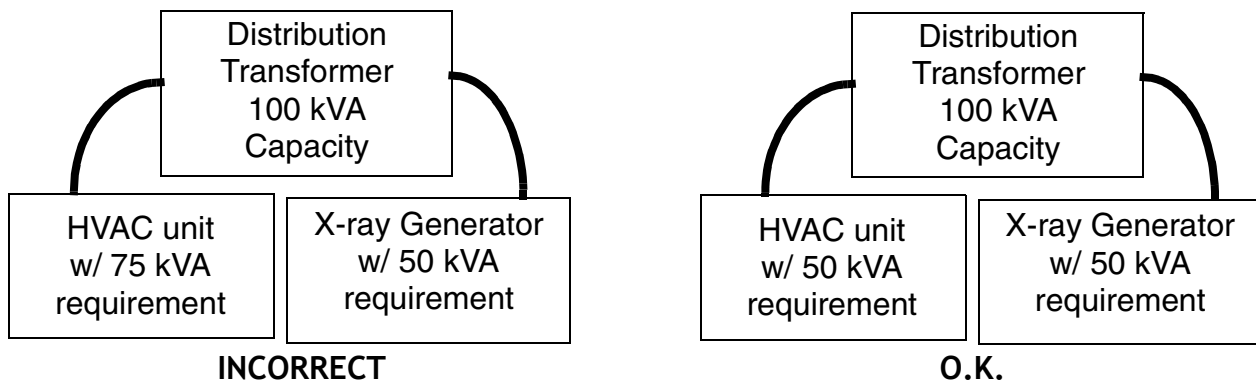 Distribution
Transformer
100 kVA
Capacity
HVAC unit
w/ 75 kVA
requirement
X-ray Generator
w/ 50 kVA
requirement
INCORRECT
Distribution
Transformer
100 kVA
Capacity
HVAC unit
w/ 50 kVA
requirement
X-ray Generator
w/ 50 kVA
requirement
O.K.